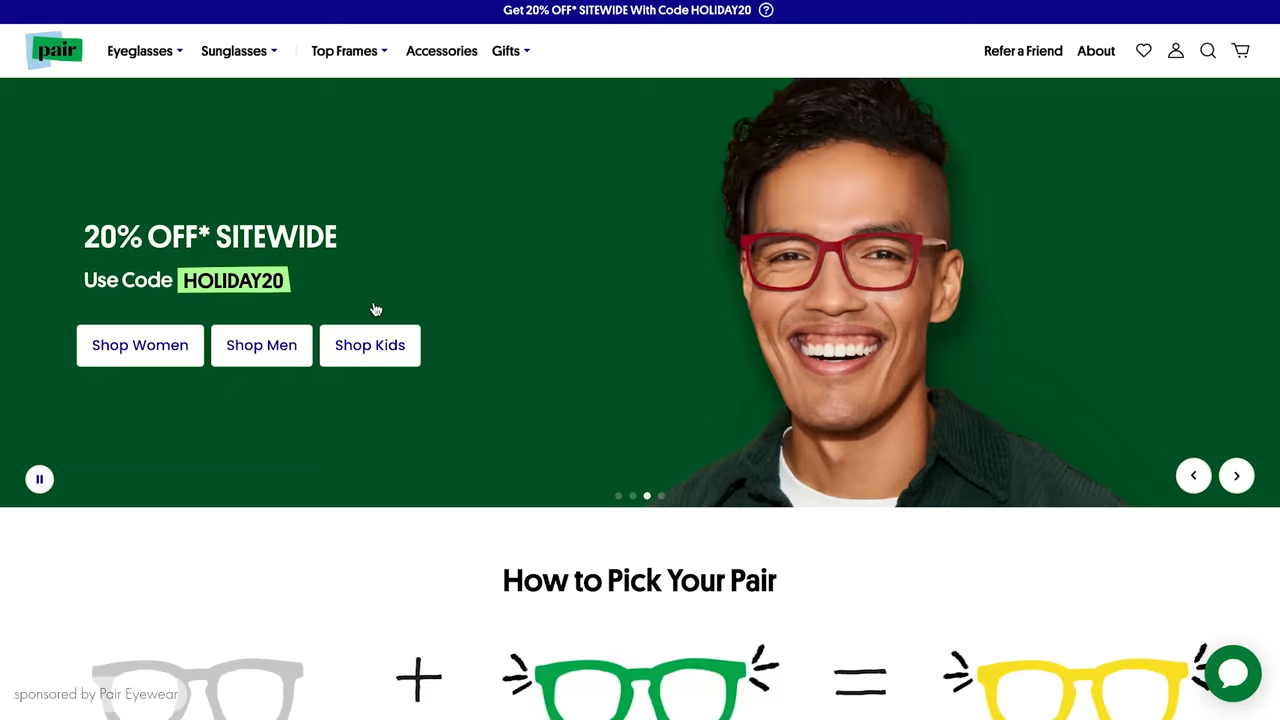 Get 20% OFF* SITEWIDE With Code HOLIDAY20 ?
pair
Eyeglasses
Sunglasses
Top Frames
Accessories
Gifts
Refer a Friend
About
20% OFF* SITEWIDE
Use Code HOLIDAY20
Shop Women
Shop Men
Shop Kids
How to Pick Your Pair
+
=
sponsored by Pair Eyewear